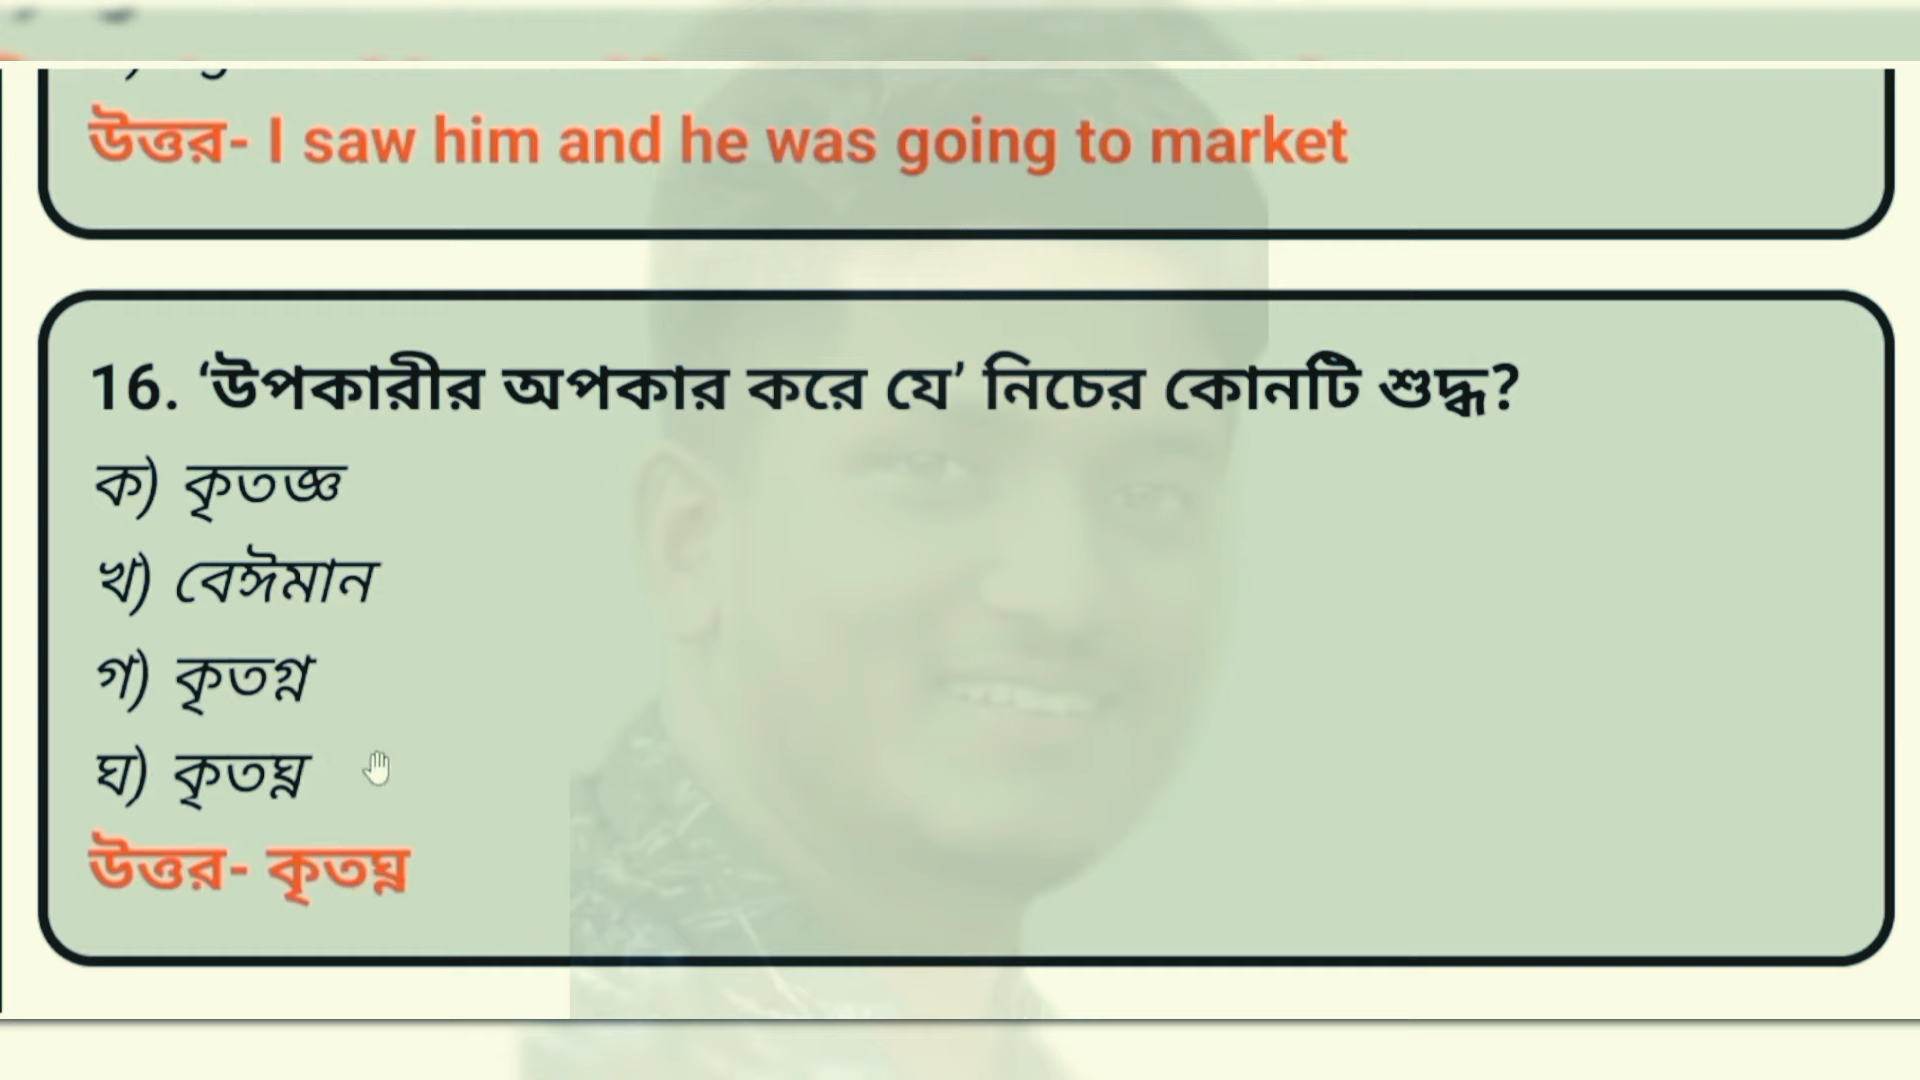 উত্তর- I saw him and he was going to market
16. ‘উপকারীর অপকার করে যে’ নিচের কোনটি শুদ্ধ?
ক) কৃতজ্ঞ
খ) বেঈমান
গ) কৃতগ্ন
ঘ) কৃতঘ্ন
উত্তর- কৃতঘ্ন